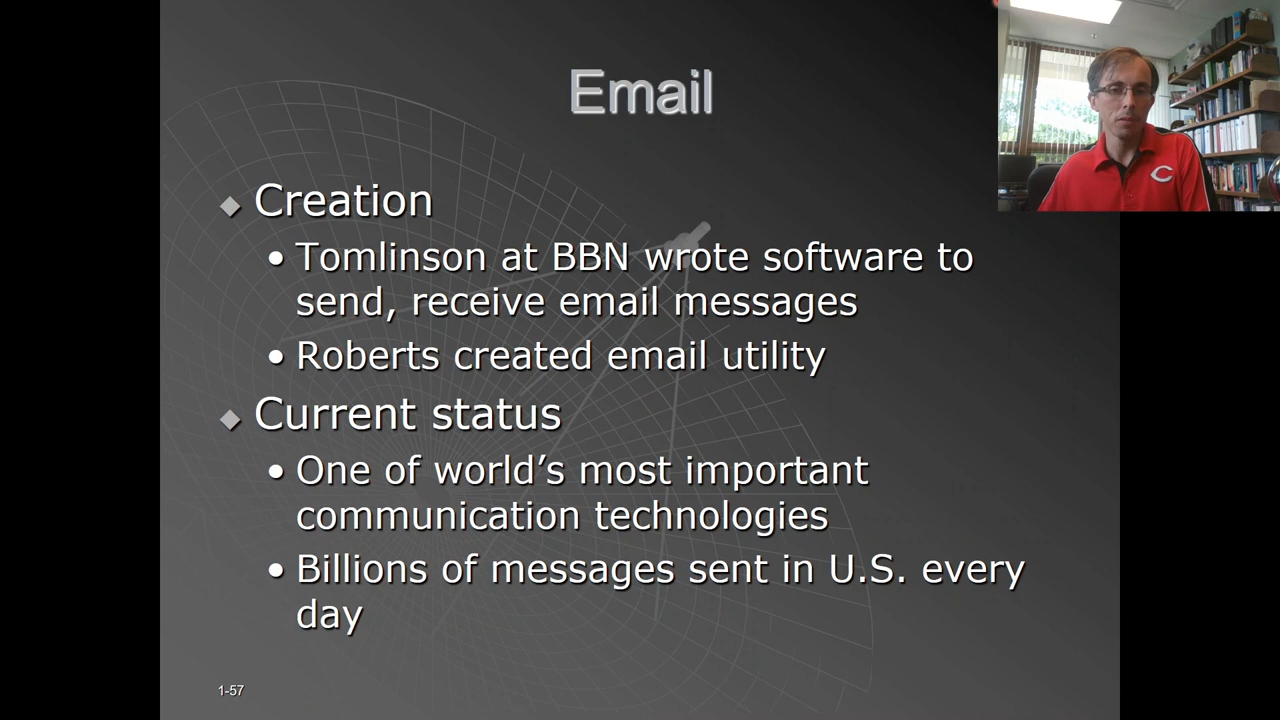 Email
Creation
Tomlinson at BBN wrote software to
send, receive email messages
Roberts created email utility
Current status
One of world’s most important
communication technologies
Billions of messages sent in U.S. every
day
1-57
C